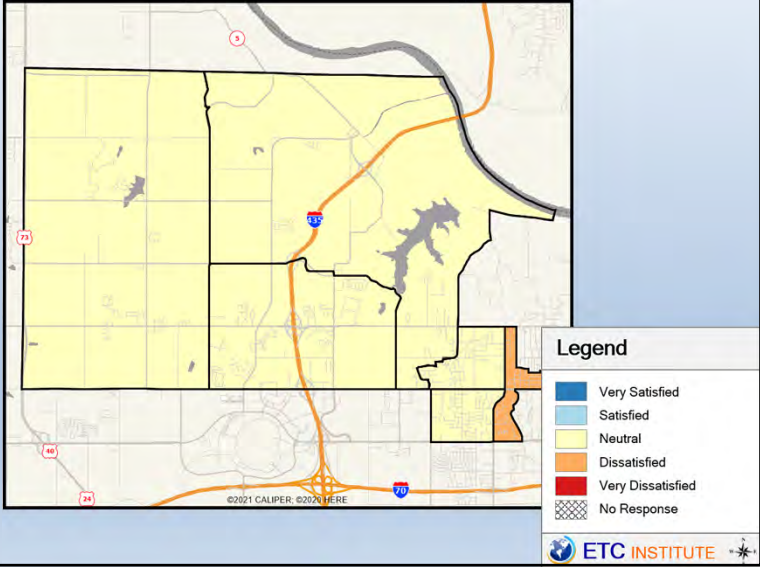 5
435
73
Legend
Very Satisfied
Satisfied
Neutral
Dissatisfied
Very Dissatisfied
No Response
40
24
70
©2021 CALIPER; ©2020 HERE
ETC INSTITUTE